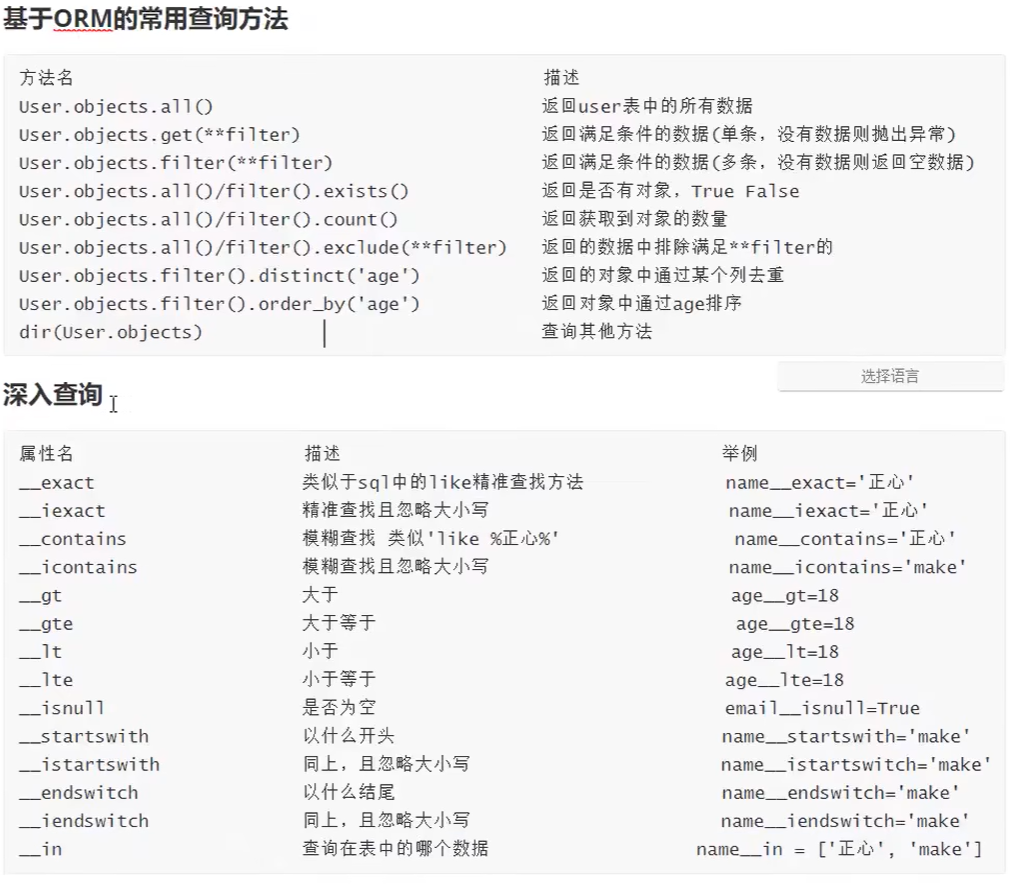 基于ORM的常用查询方法
方法名 描述
User.objects.all() 返回user表中的所有数据
User.objects.get(**filter) 返回满足条件的数据(单条，没有数据则抛出异常)
User.objects.filter(**filter) 返回满足条件的数据(多条，没有数据则返回空数据)
User.objects.all()/filter().exists() 返回是否有对象，True False
User.objects.all()/filter().count() 返回获取到对象的数量
User.objects.all()/filter().exclude(**filter) 返回的数据中排除满足**filter的
User.objects.filter().distinct('age') 返回的对象中通过某个列去重
User.objects.filter().order_by('age') 返回对象中通过age排序
dir(User.objects) 查询其他方法
选择语言
深入查询
属性名 描述 举例
__exact 类似于sql中的like精准查找方法 name__exact='正心'
__iexact 精准查找且忽略大小写 name__iexact='正心'
__contains 模糊查找 类似'like %正心%' name__contains='正心'
__icontains 模糊查找且忽略大小写 name__icontains='make'
__gt 大于 age__gt=18
__gte 大于等于 age__gte=18
__lt 小于 age__lt=18
__lte 小于等于 age__lte=18
__isnull 是否为空 email__isnull=True
__startswith 以什么开头 name__startswith='make'
__istartswith 同上，且忽略大小写 name__istartswitch='make'
__endswitch 以什么结尾 name__endswitch='make'
__iendswitch 同上，且忽略大小写 name__iendswitch='make'
__in 查询在表中的哪个数据 name__in = ['正心', 'make']